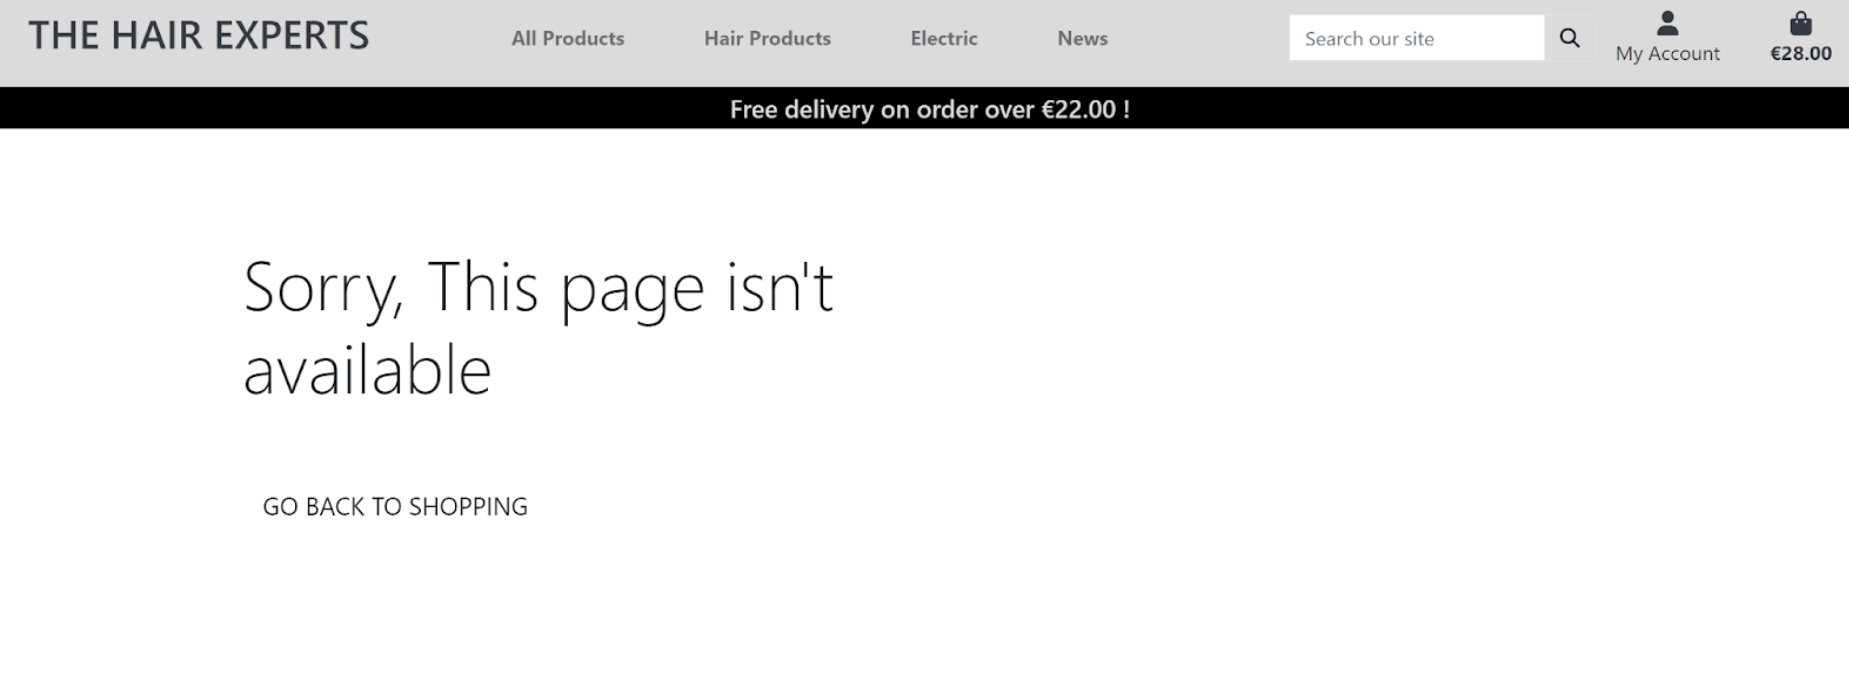 THE HAIR EXPERTS
All Products
Hair Products
Electric
News
Search our site
My Account
€28.00
Free delivery on order over €22.00 !
Sorry, This page isn't
available
GO BACK TO SHOPPING